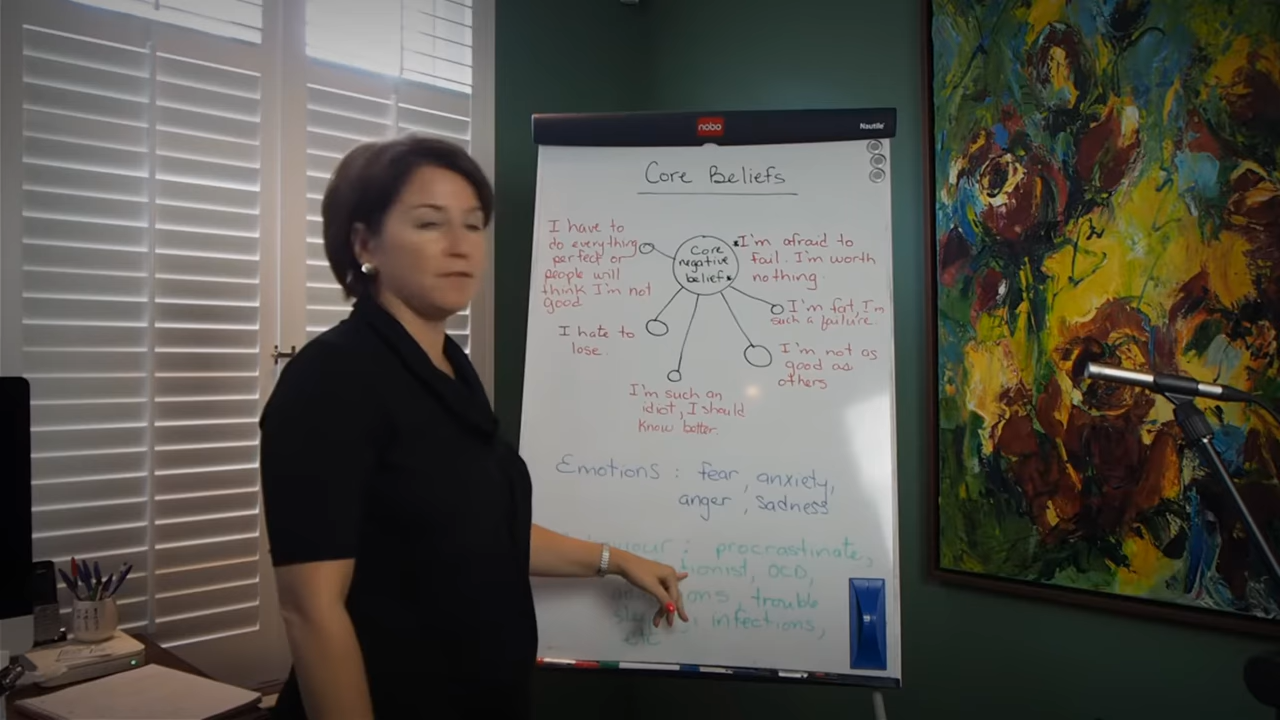 nobo
Nautile
Core Beliefs
I have to
do everything
perfect or
people will
think I'm not
good
Core
negative
belief
I'm afraid to
fail. I'm worth
nothing.
I'm fat, I'm
such a failure.
I hate to
lose.
I'm not as
good as
others
I'm such an
idiot, I should
know better.
Emotions : fear, anxiety,
anger, sadness
: procrastinate,
OCD,
trouble
infections,
etc